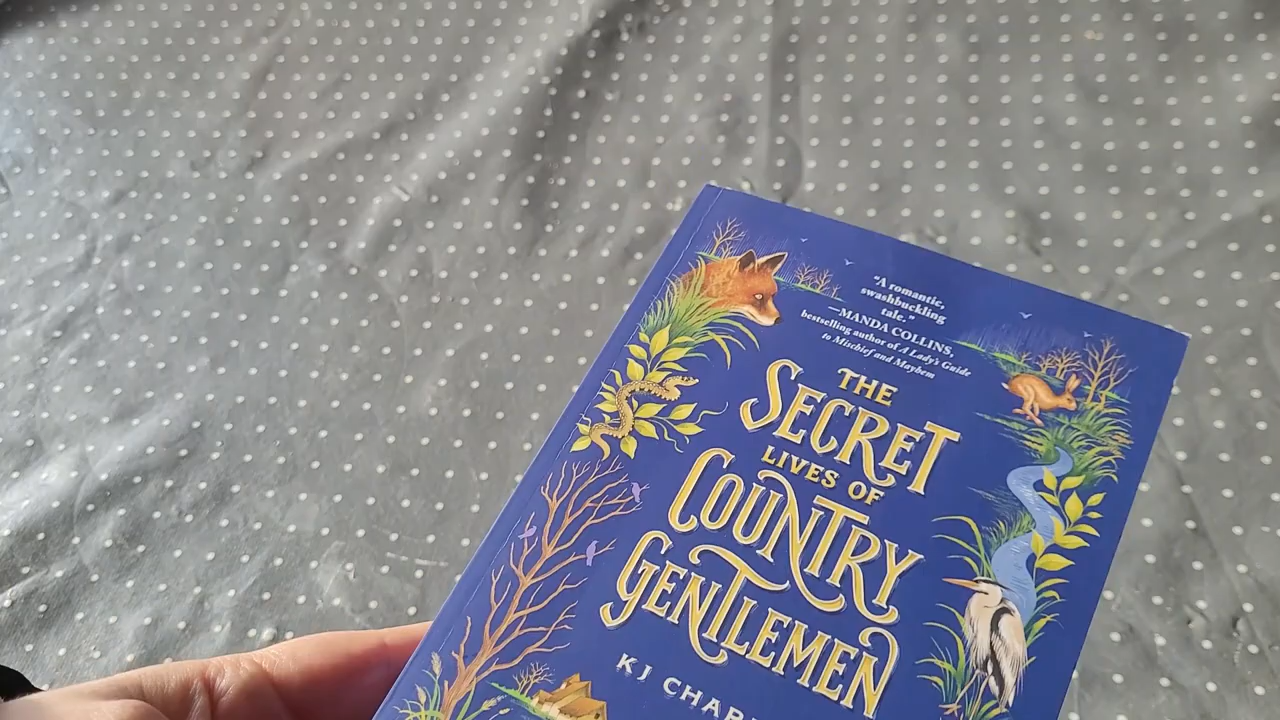 “A romantic,
swashbuckling
tale.”
—MANDA COLLINS,
bestselling author of A Lady's Guide
to Mischief and Mayhem
THE
SECRET
LIVES OF
COUNTRY
GENTLEMEN
KJ